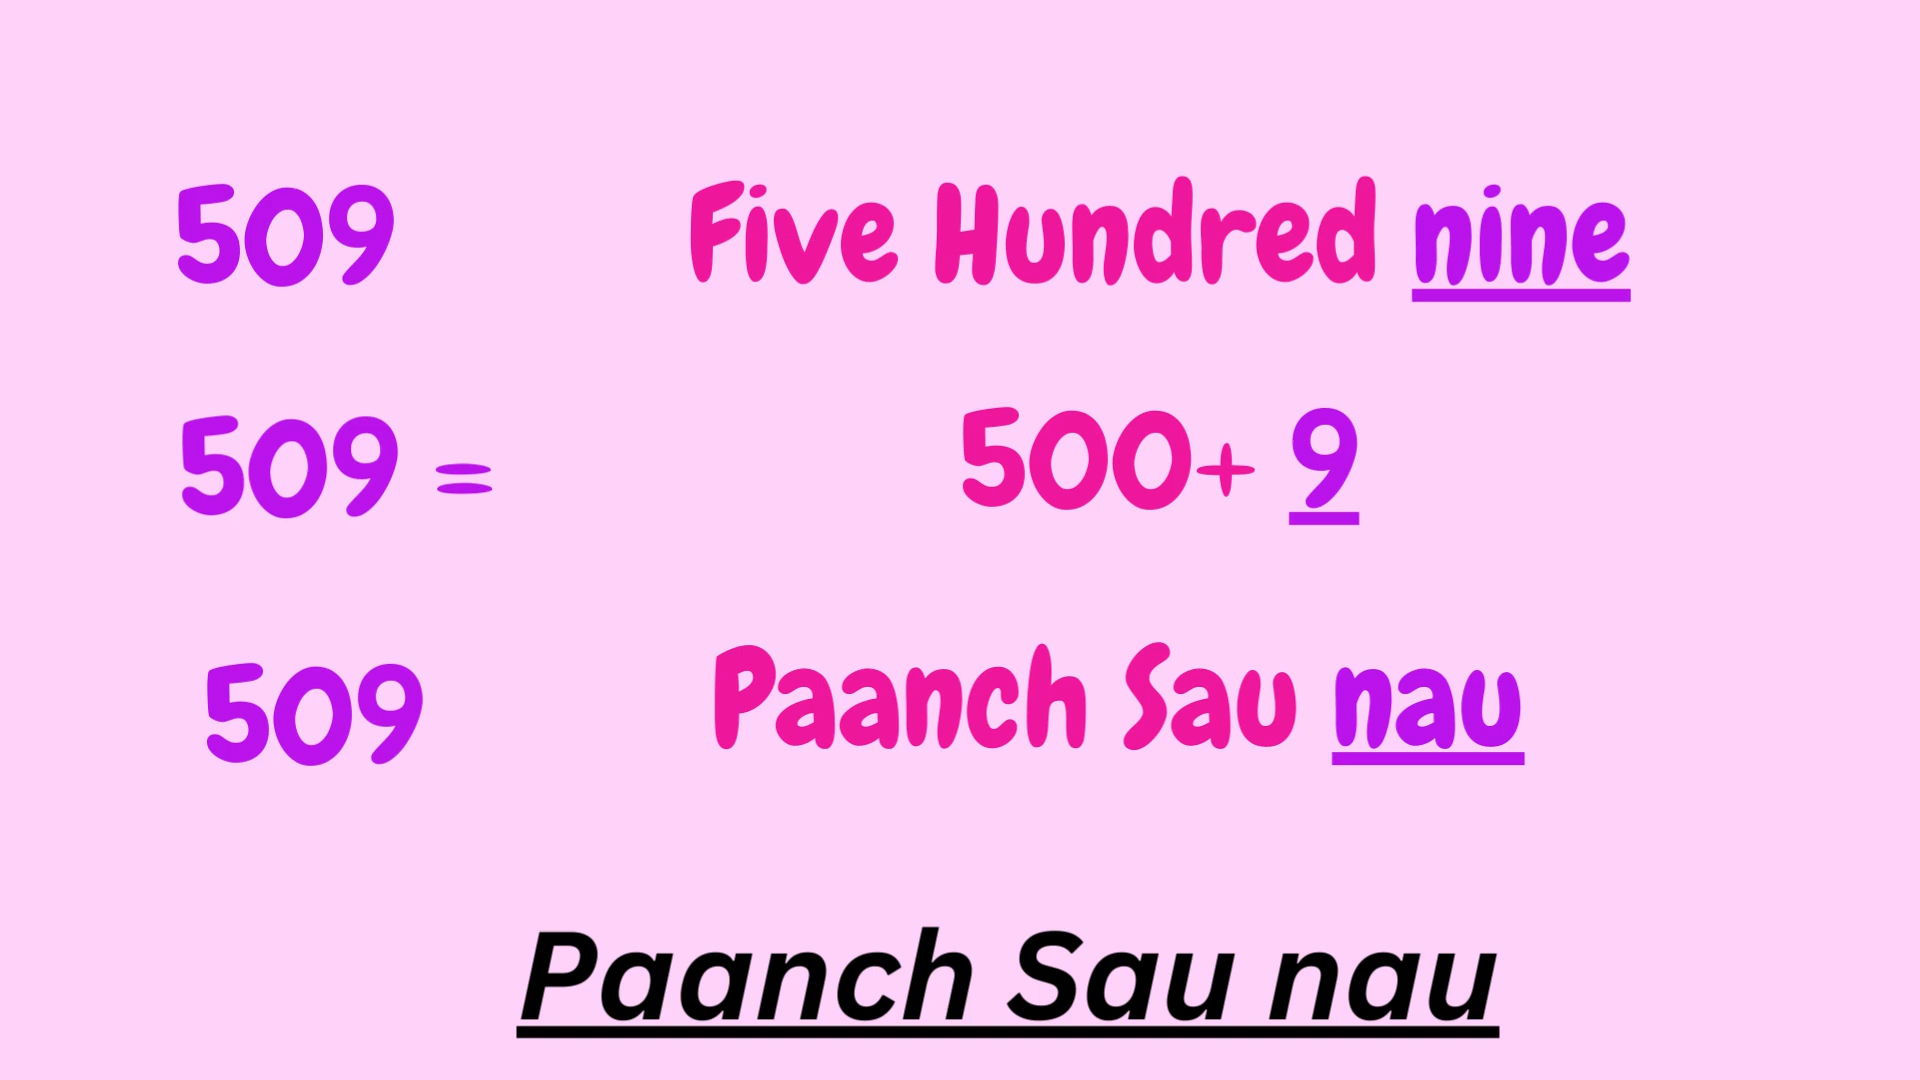 509 Five Hundred nine
509 = 500+ 9
509 Paanch Sau nau
Paanch Sau nau